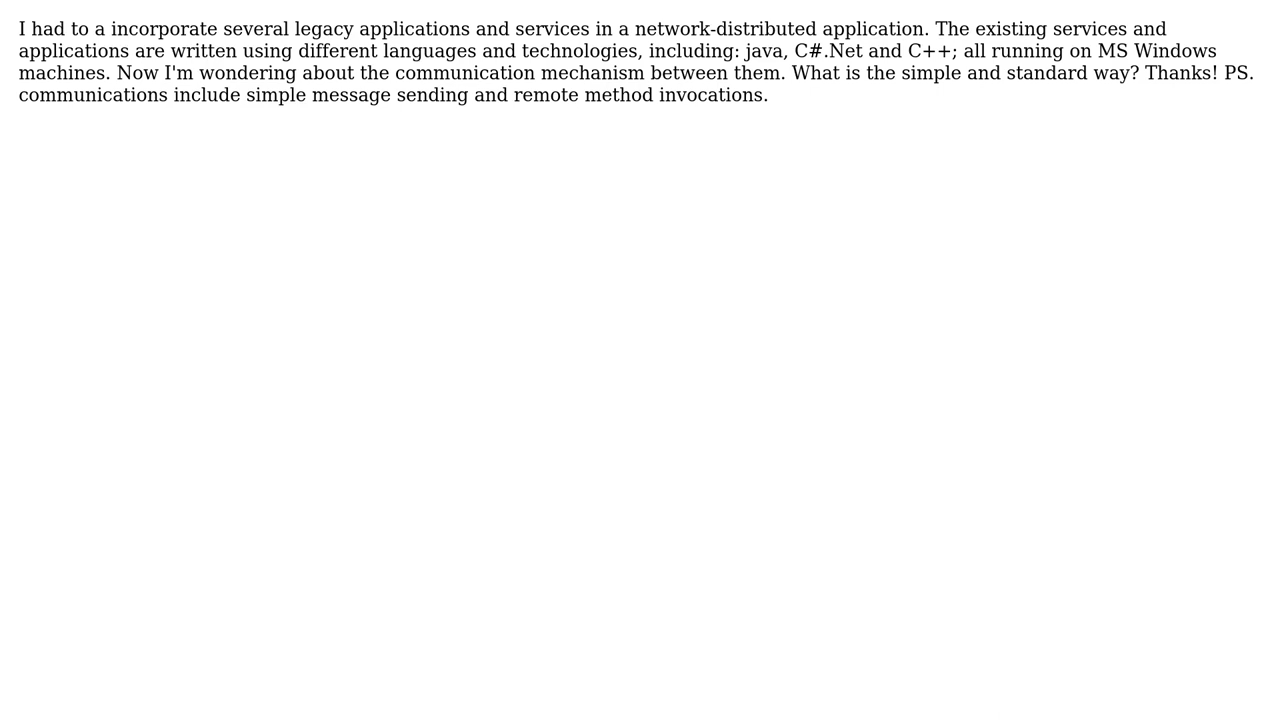 I had to a incorporate several legacy applications and services in a network-distributed application. The existing services and
applications are written using different languages and technologies, including: java, C#.Net and C++; all running on MS Windows
machines. Now I'm wondering about the communication mechanism between them. What is the simple and standard way? Thanks! PS.
communications include simple message sending and remote method invocations.